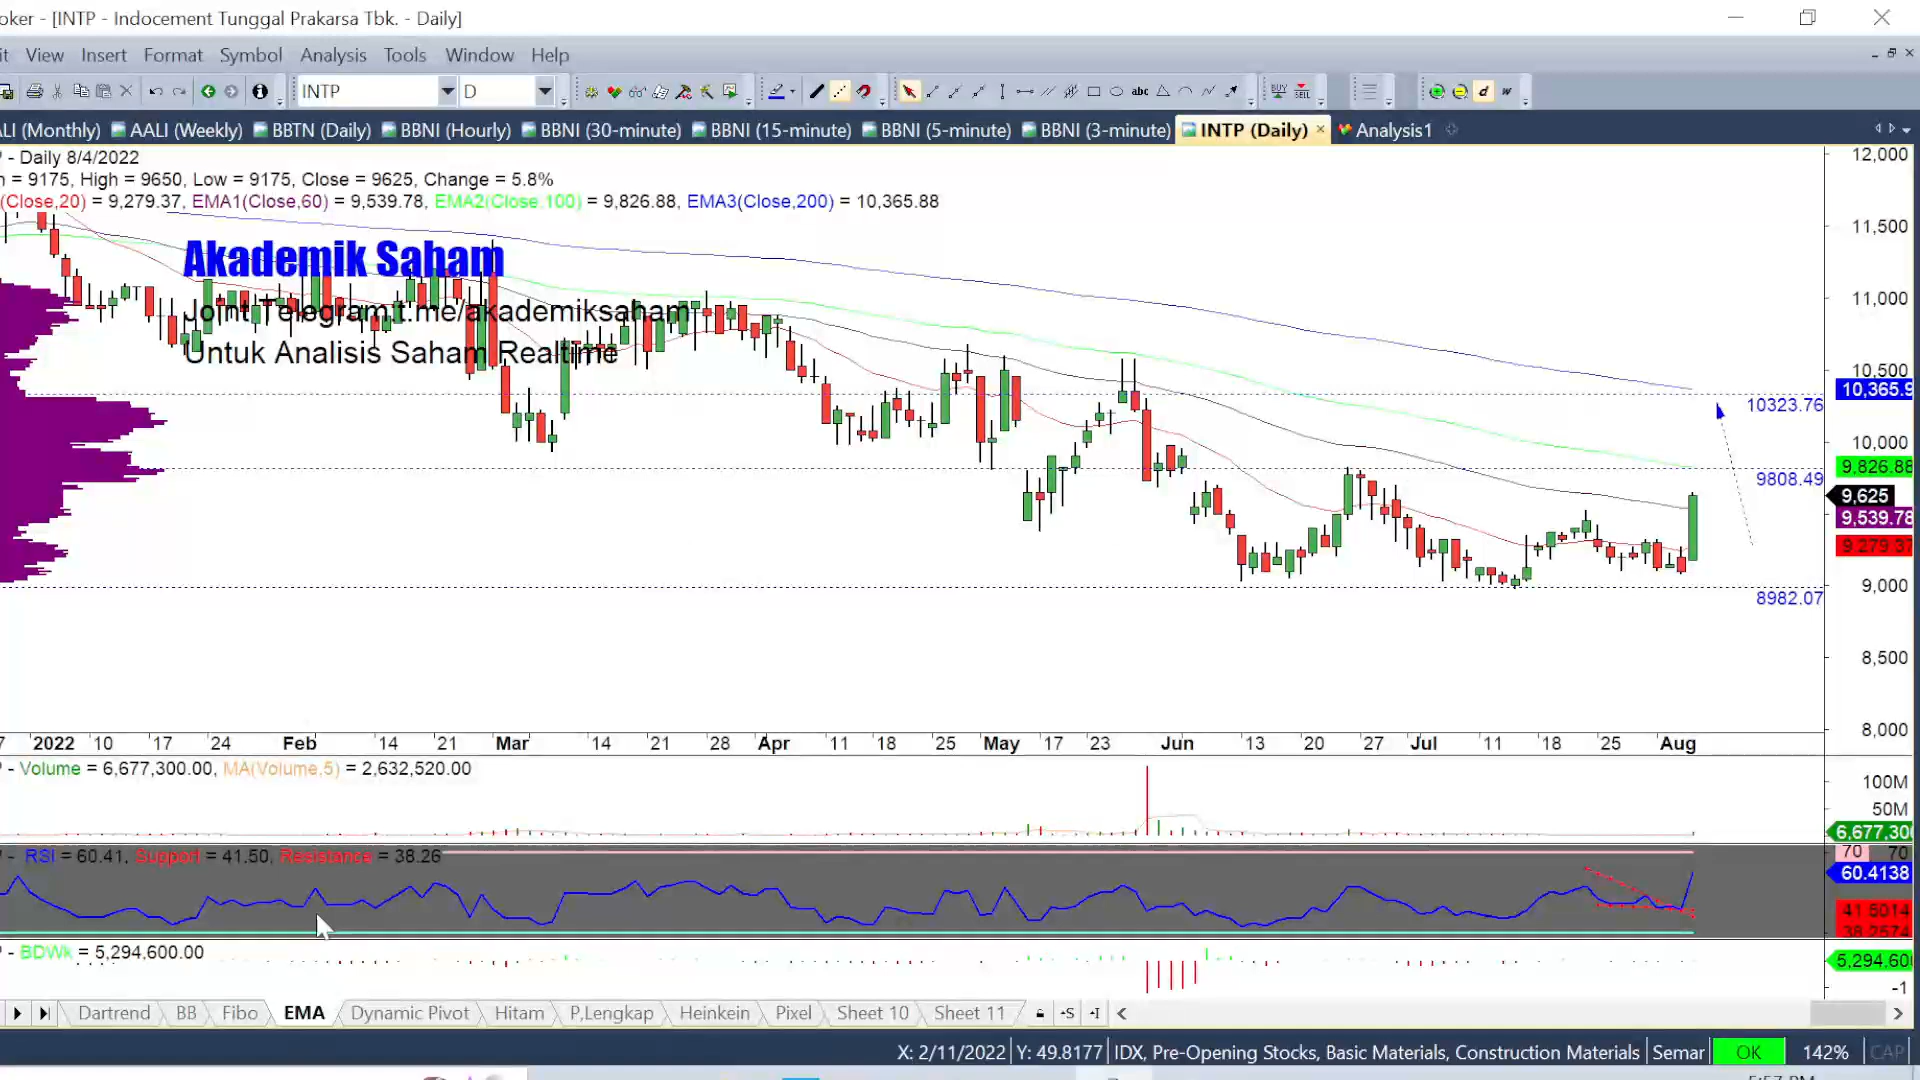 oker - [INTP - Indocement Tunggal Prakarsa Tbk. - Daily]
it View Insert Format Symbol Analysis Tools Window Help
INTP D abc BUY SELL d w
ALI (Monthly) AALI (Weekly) BBTN (Daily) BBNI (Hourly) BBNI (30-minute) BBNI (15-minute) BBNI (5-minute) BBNI (3-minute) INTP (Daily) × Analysis1
- Daily 8/4/2022
= 9175, High = 9650, Low = 9175, Close = 9625, Change = 5.8%
(Close,20) = 9,279.37, EMA1(Close,60) = 9,539.78, EMA2(Close,100) = 9,826.88, EMA3(Close,200) = 10,365.88
Akademik Saham
Joint Telegram:t.me/akademiksaham
Untuk Analisis Saham Realtime
12,000
11,500
11,000
10,500
10,365.9
10323.76
10,000
9,826.88
9808.49
9,625
9,539.78
9,279.37
9,000
8982.07
8,500
8,000
2022 10 17 24 Feb 14 21 Mar 14 21 28 Apr 11 18 25 May 17 23 Jun 13 20 27 Jul 11 18 25 Aug
- Volume = 6,677,300.00, MA(Volume,5) = 2,632,520.00
100M
50M
6,677,300
- RSI = 60.41, Support = 41.50, Resistance = 38.26
70 70
60.4138
41.5014
38.2574
- BDWk = 5,294,600.00
5,294,60
-1
Dartrend BB Fibo EMA Dynamic Pivot Hitam P,Lengkap Heinkein Pixel Sheet 10 Sheet 11 +S +I
X: 2/11/2022 Y: 49.8177 IDX, Pre-Opening Stocks, Basic Materials, Construction Materials Semar OK 142% CAP